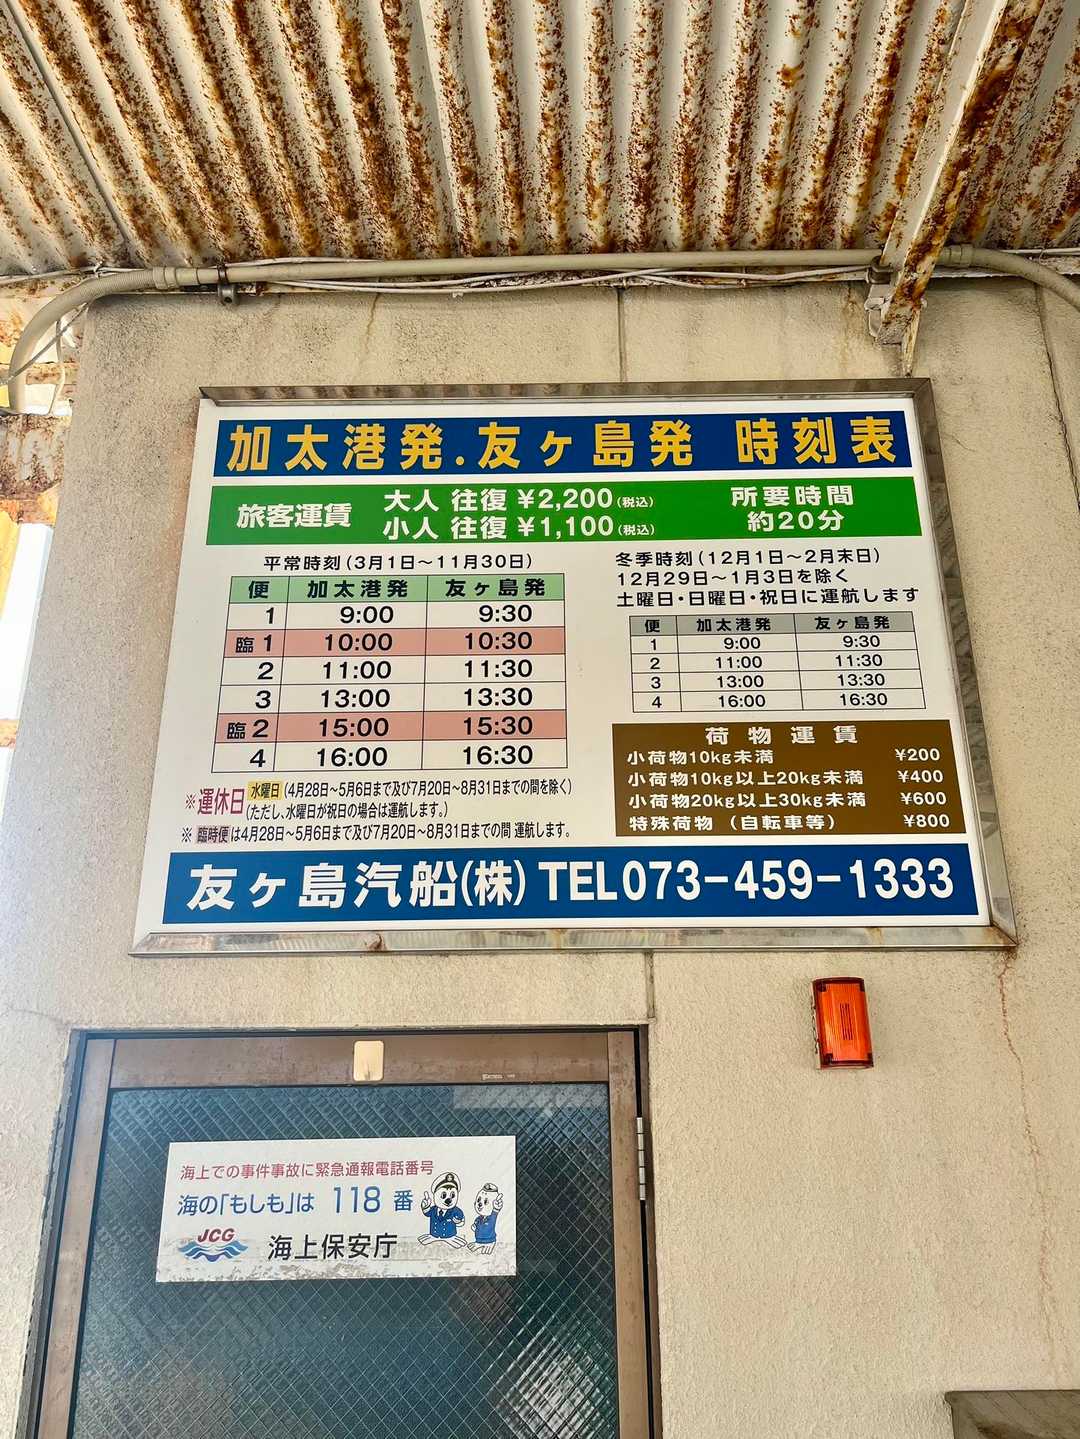 加太港発.友ヶ島発 時刻表
旅客運賃
大人 往復 ¥2,200(税込)
小人 往復 ¥1,100(税込)
所要時間
約20分
平常時刻(3月1日～11月30日)
便 加太港発 友ヶ島発
1 9:00 9:30
臨1 10:00 10:30
2 11:00 11:30
3 13:00 13:30
臨2 15:00 15:30
4 16:00 16:30
※運休日 水曜日(4月28日～5月6日まで及び7月20日～8月31日までの間を除く)
(ただし、水曜日が祝日の場合は運航します。)
※ 臨時便は4月28日～5月6日まで及び7月20日～8月31日までの間 運航します。
冬季時刻(12月1日～2月末日)
12月29日～1月3日を除く
土曜日・日曜日・祝日に運航します
便 加太港発 友ヶ島発
1 9:00 9:30
2 11:00 11:30
3 13:00 13:30
4 16:00 16:30
荷物運賃
小荷物10kg未満 ¥200
小荷物10kg以上20kg未満 ¥400
小荷物20kg以上30kg未満 ¥600
特殊荷物 (自転車等) ¥800
友ヶ島汽船(株) TEL073-459-1333
海上での事件事故に緊急通報電話番号
海の「もしも」は 118 番
JCG 海上保安庁